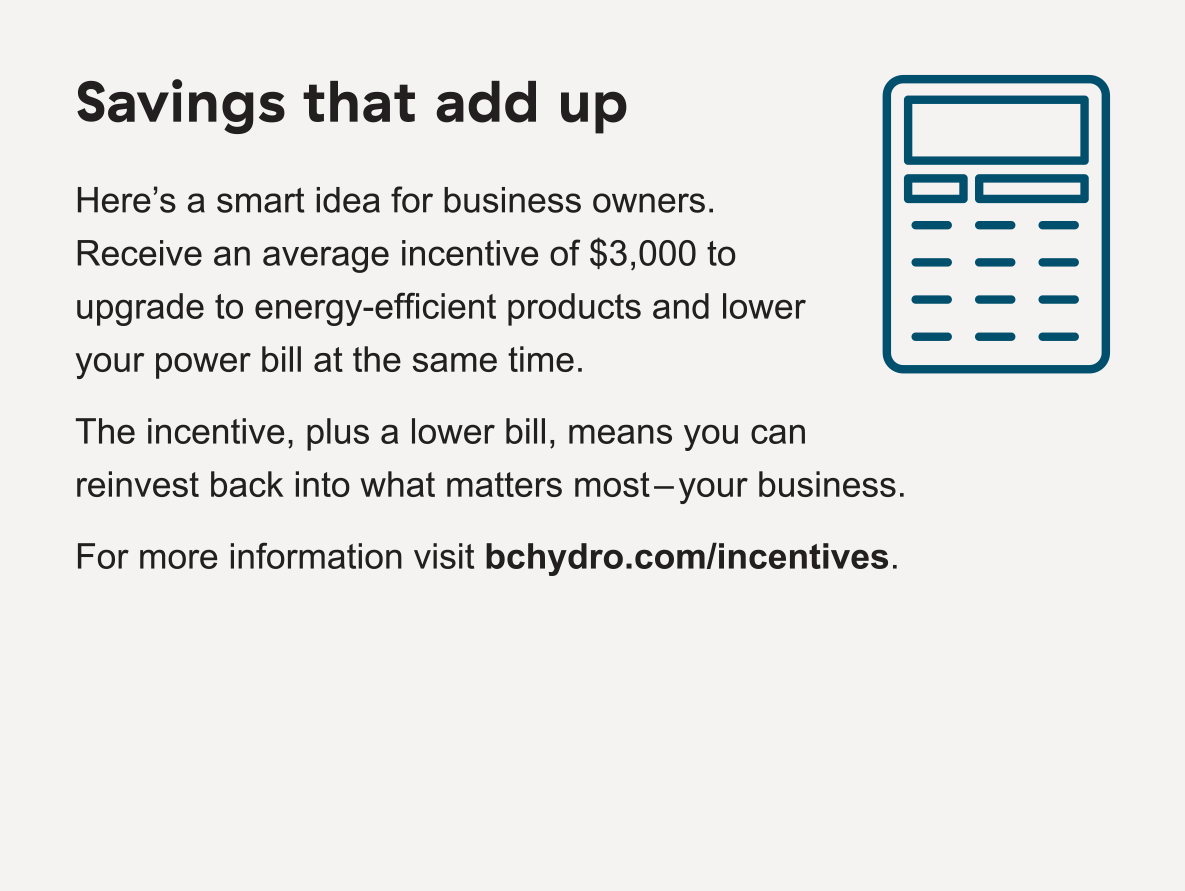 Savings that add up
Here’s a smart idea for business owners.
Receive an average incentive of $3,000 to
upgrade to energy-efficient products and lower
your power bill at the same time.
The incentive, plus a lower bill, means you can
reinvest back into what matters most – your business.
For more information visit bchydro.com/incentives.